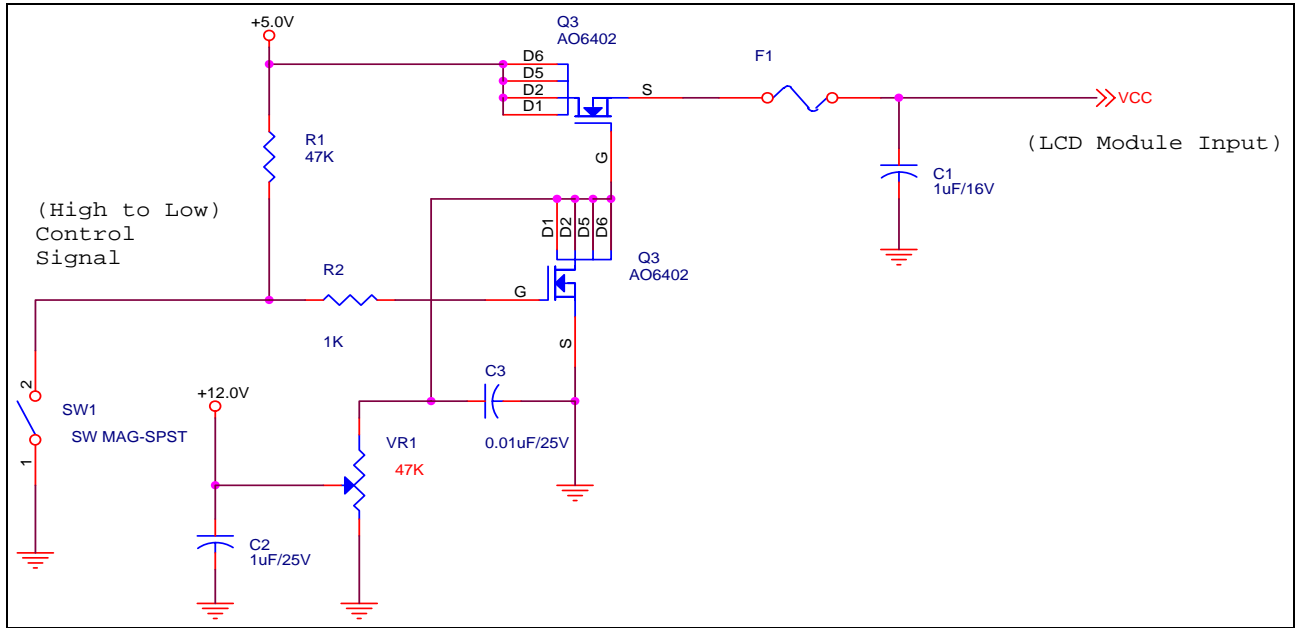 +5.0V
Q3
AO6402
F1
D6
D5
D2
D1
S
G
VCC
(LCD Module Input)
R1
47K
C1
1uF/16V
(High to Low)
Control
Signal
D1
D2
D5
D6
Q3
AO6402
R2
1K
G
S
C3
0.01uF/25V
+12.0V
2
1
SW1
SW MAG-SPST
VR1
47K
C2
1uF/25V